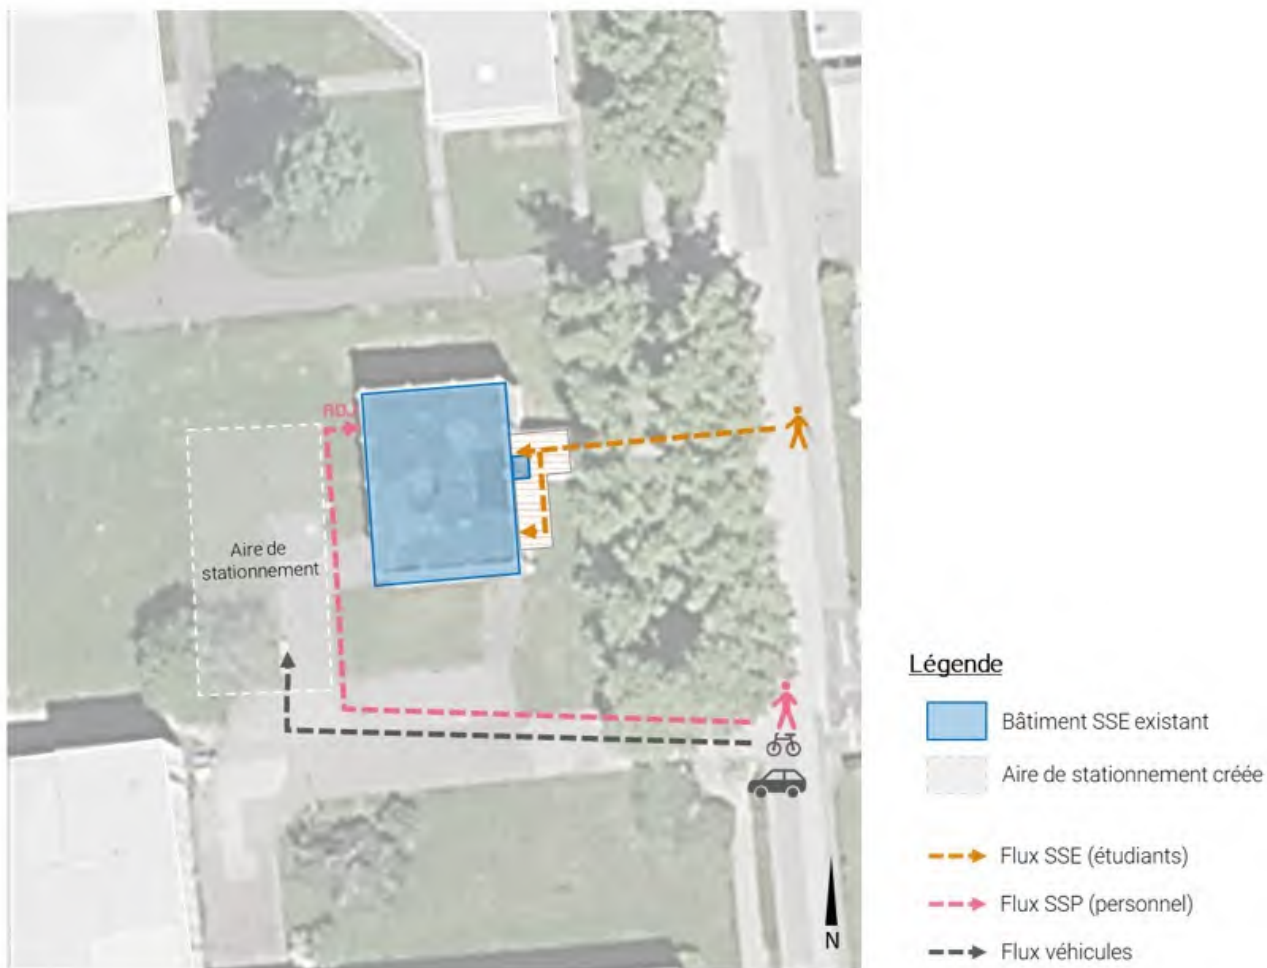 RDJ
Aire de
stationnement
N
Légende
Bâtiment SSE existant
Aire de stationnement créée
Flux SSE (étudiants)
Flux SSP (personnel)
Flux véhicules